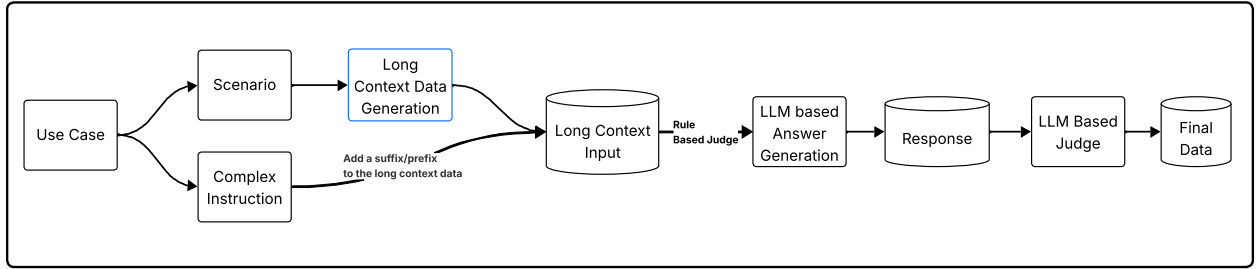 Use Case
Scenario
Complex
Instruction
Long
Context Data
Generation
Add a suffix/prefix
to the long context data
Long Context
Input
Rule
Based Judge
LLM based
Answer
Generation
Response
LLM Based
Judge
Final
Data